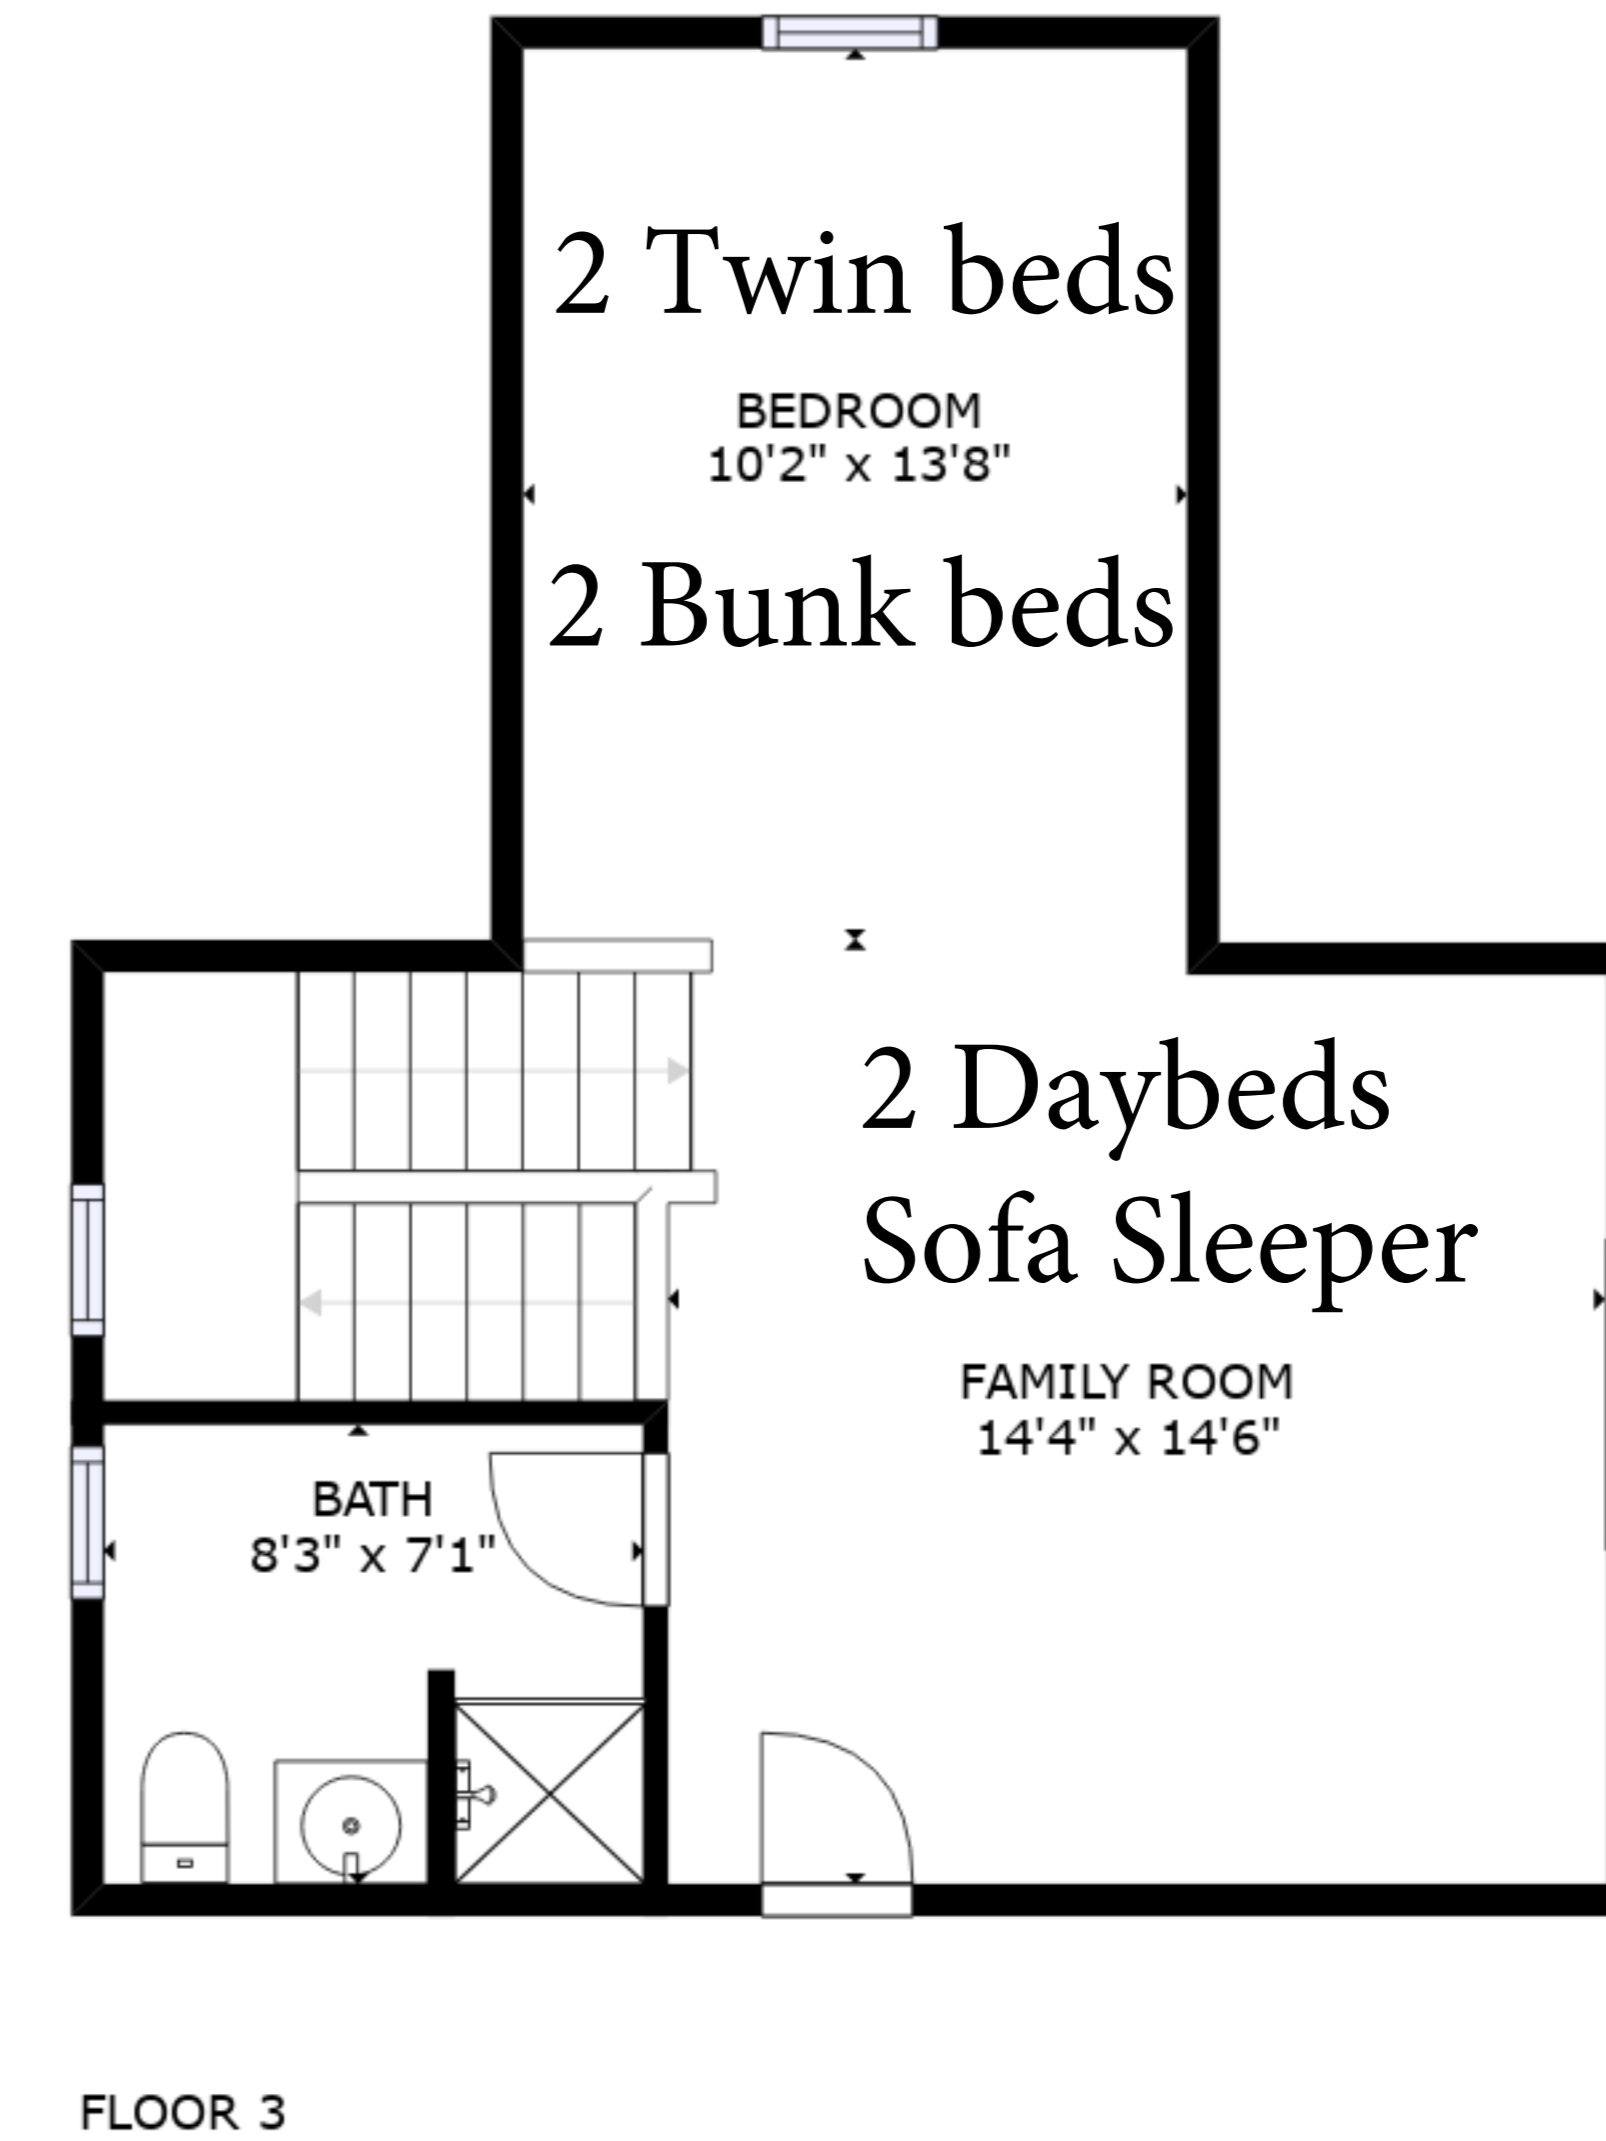 2 Twin beds
BEDROOM
10'2" x 13'8"
2 Bunk beds
2 Daybeds
Sofa Sleeper
FAMILY ROOM
14'4" x 14'6"
BATH
8'3" x 7'1"
FLOOR 3